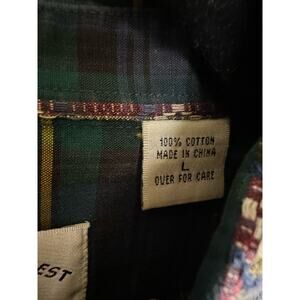 100% COTTON
MADE IN CHINA
L
OVER FOR CARE
EST